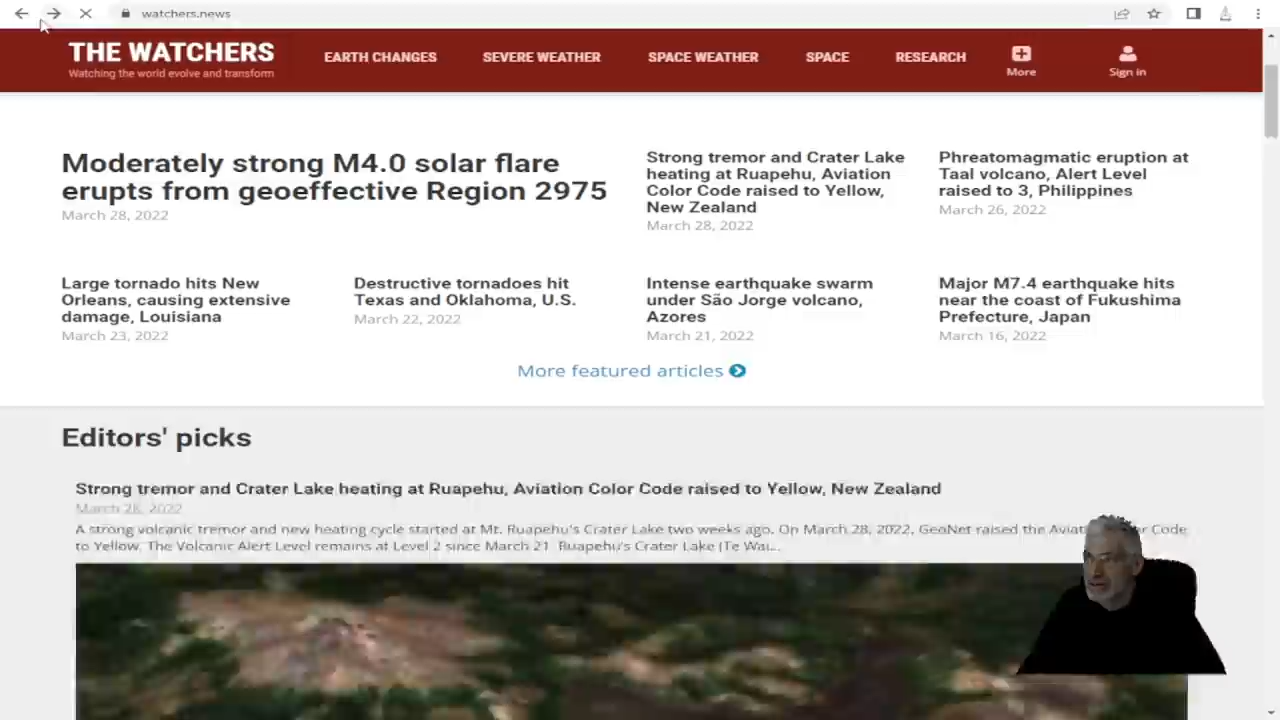 watchers.news
THE WATCHERS
Watching the world evolve and transform
EARTH CHANGES
SEVERE WEATHER
SPACE WEATHER
SPACE
RESEARCH
More
Sign in
Moderately strong M4.0 solar flare
erupts from geoeffective Region 2975
March 28, 2022
Strong tremor and Crater Lake
heating at Ruapehu, Aviation
Color Code raised to Yellow,
New Zealand
March 28, 2022
Phreatomagmatic eruption at
Taal volcano, Alert Level
raised to 3, Philippines
March 26, 2022
Large tornado hits New
Orleans, causing extensive
damage, Louisiana
March 23, 2022
Destructive tornadoes hit
Texas and Oklahoma, U.S.
March 22, 2022
Intense earthquake swarm
under São Jorge volcano,
Azores
March 21, 2022
Major M7.4 earthquake hits
near the coast of Fukushima
Prefecture, Japan
March 16, 2022
More featured articles
Editors' picks
Strong tremor and Crater Lake heating at Ruapehu, Aviation Color Code raised to Yellow, New Zealand
March 28, 2022
A strong volcanic tremor and new heating cycle started at Mt. Ruapehu's Crater Lake two weeks ago. On March 28, 2022, GeoNet raised the Code
to Yellow. The Volcanic Alert Level remains at Level 2 since March 21. Ruapehu's Crater Lake (Te Wai...